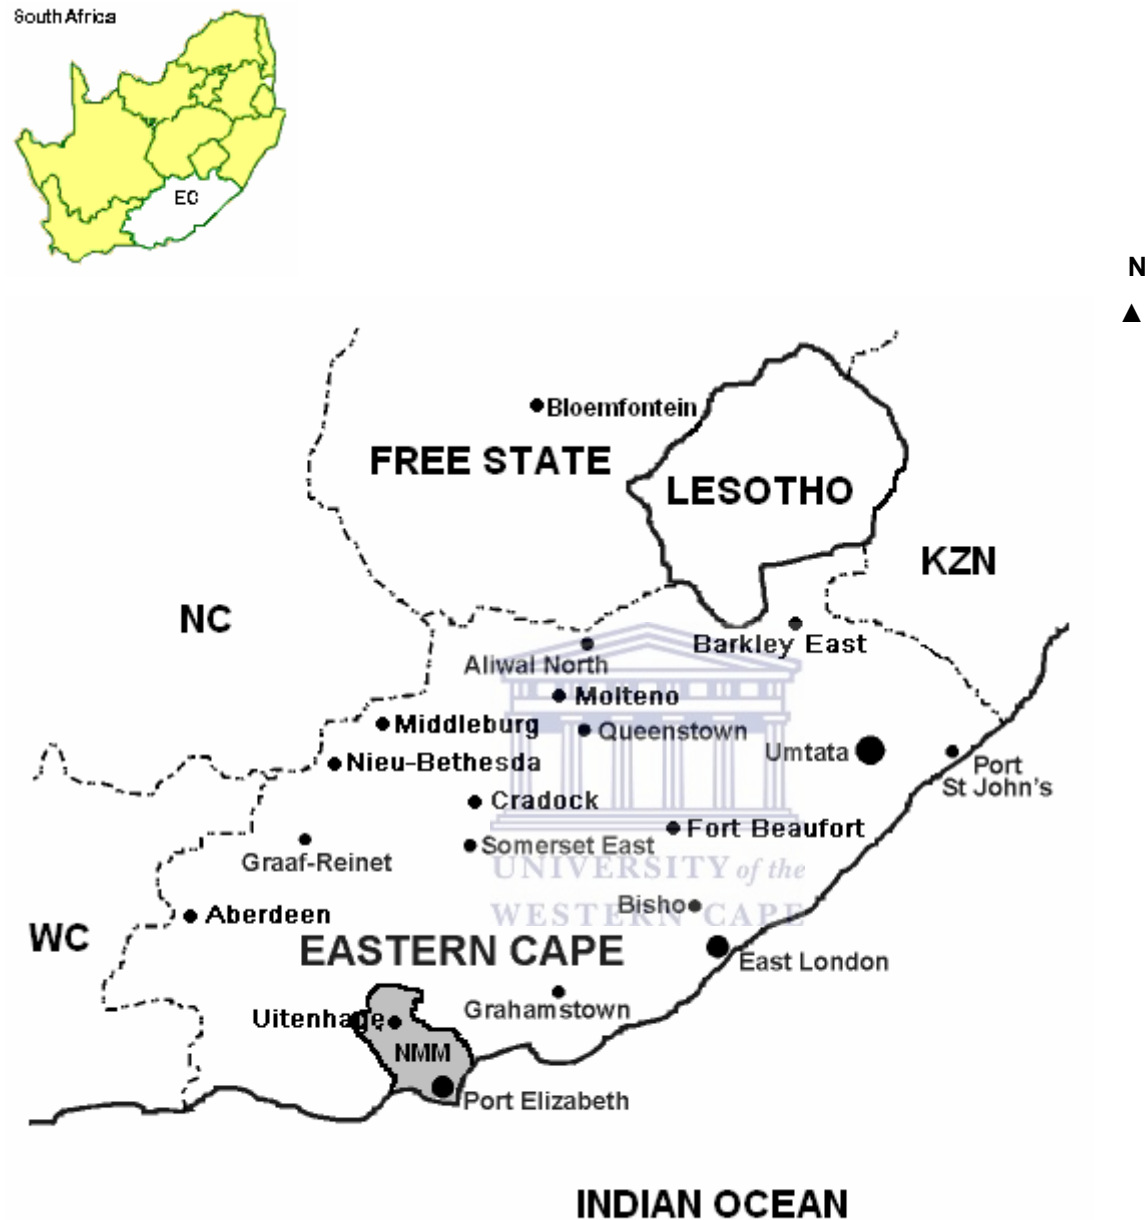 South Africa
EC
N
Bloemfontein
FREE STATE
LESOTHO
KZN
NC
Barkley East
Aliwal North
Molteno
Middleburg
Queenstown
Umtata
Port
St John's
Nieu-Bethesda
Cradock
Fort Beaufort
Somerset East
Graaf-Reinet
UNIVERSITY of the
WESTERN CAPE
Bisho
Aberdeen
WC
EASTERN CAPE
East London
Grahamstown
Uitenhage
NMM
Port Elizabeth
INDIAN OCEAN